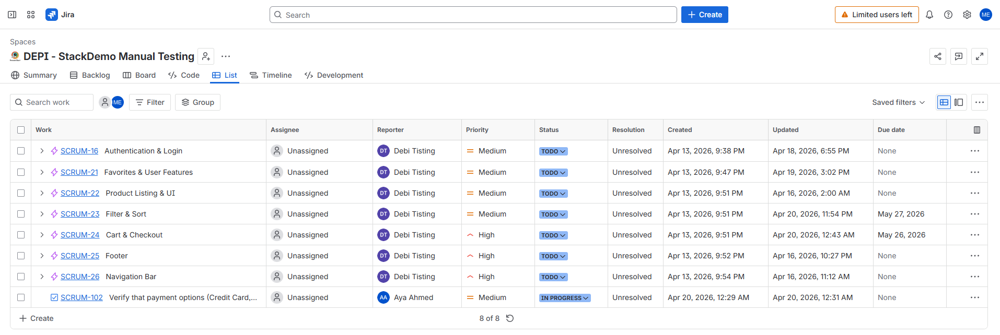 Jira
Search
Create
Limited users left
ME
Spaces
DEPI - StackDemo Manual Testing
Summary Backlog Board Code List Timeline Development
Search work ME Filter Group Saved filters
Work Assignee Reporter Priority Status Resolution Created Updated Due date
SCRUM-16 Authentication & Login Unassigned DT Debi Tisting Medium TODO Unresolved Apr 13, 2026, 9:38 PM Apr 18, 2026, 6:55 PM None
SCRUM-21 Favorites & User Features Unassigned DT Debi Tisting Medium TODO Unresolved Apr 13, 2026, 9:47 PM Apr 19, 2026, 3:02 PM None
SCRUM-22 Product Listing & UI Unassigned DT Debi Tisting Medium TODO Unresolved Apr 13, 2026, 9:51 PM Apr 16, 2026, 2:00 AM None
SCRUM-23 Filter & Sort Unassigned DT Debi Tisting Medium TODO Unresolved Apr 13, 2026, 9:51 PM Apr 20, 2026, 11:54 PM May 27, 2026
SCRUM-24 Cart & Checkout Unassigned DT Debi Tisting High TODO Unresolved Apr 13, 2026, 9:51 PM Apr 20, 2026, 12:43 AM May 26, 2026
SCRUM-25 Footer Unassigned DT Debi Tisting High TODO Unresolved Apr 13, 2026, 9:52 PM Apr 16, 2026, 10:27 PM None
SCRUM-26 Navigation Bar Unassigned DT Debi Tisting High TODO Unresolved Apr 13, 2026, 9:54 PM Apr 16, 2026, 11:12 AM None
SCRUM-102 Verify that payment options (Credit Card,... Unassigned AA Aya Ahmed Medium IN PROGRESS Unresolved Apr 20, 2026, 12:29 AM Apr 20, 2026, 12:31 AM None
Create 8 of 8